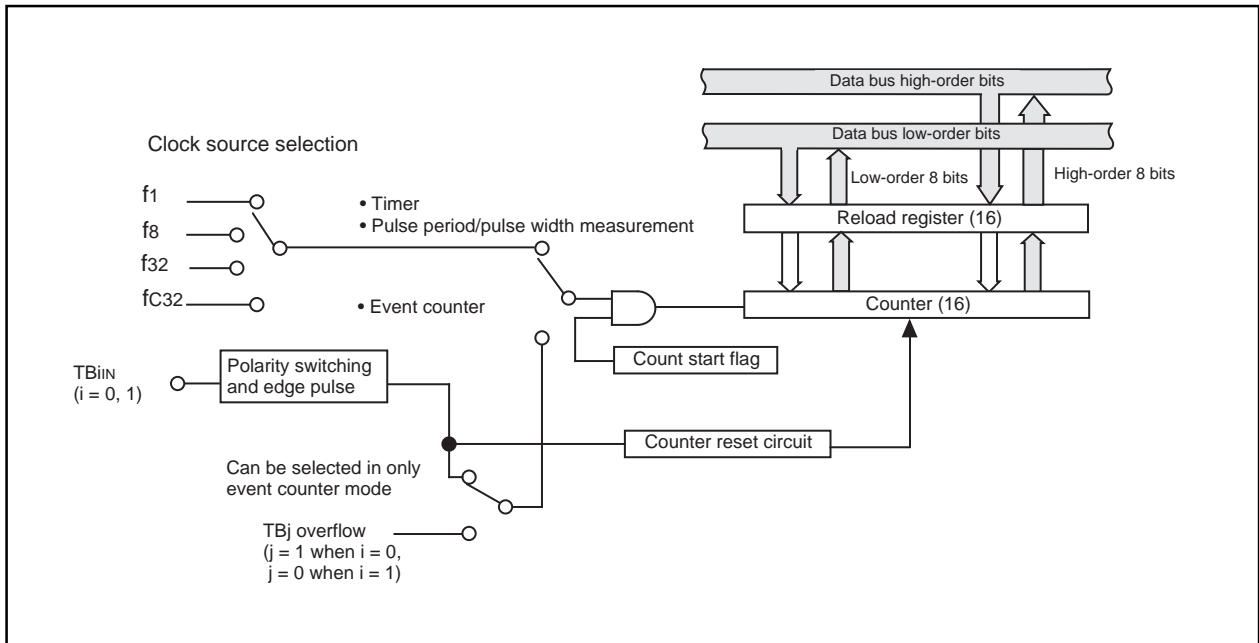 Data bus high-order bits
Data bus low-order bits
Clock source selection
Low-order 8 bits
High-order 8 bits
f1
• Timer
Reload register (16)
• Pulse period/pulse width measurement
f8
f32
fC32
• Event counter
Counter (16)
Count start flag
TBiIN
(i = 0, 1)
Polarity switching
and edge pulse
Counter reset circuit
Can be selected in only
event counter mode
TBj overflow
(j = 1 when i = 0,
j = 0 when i = 1)